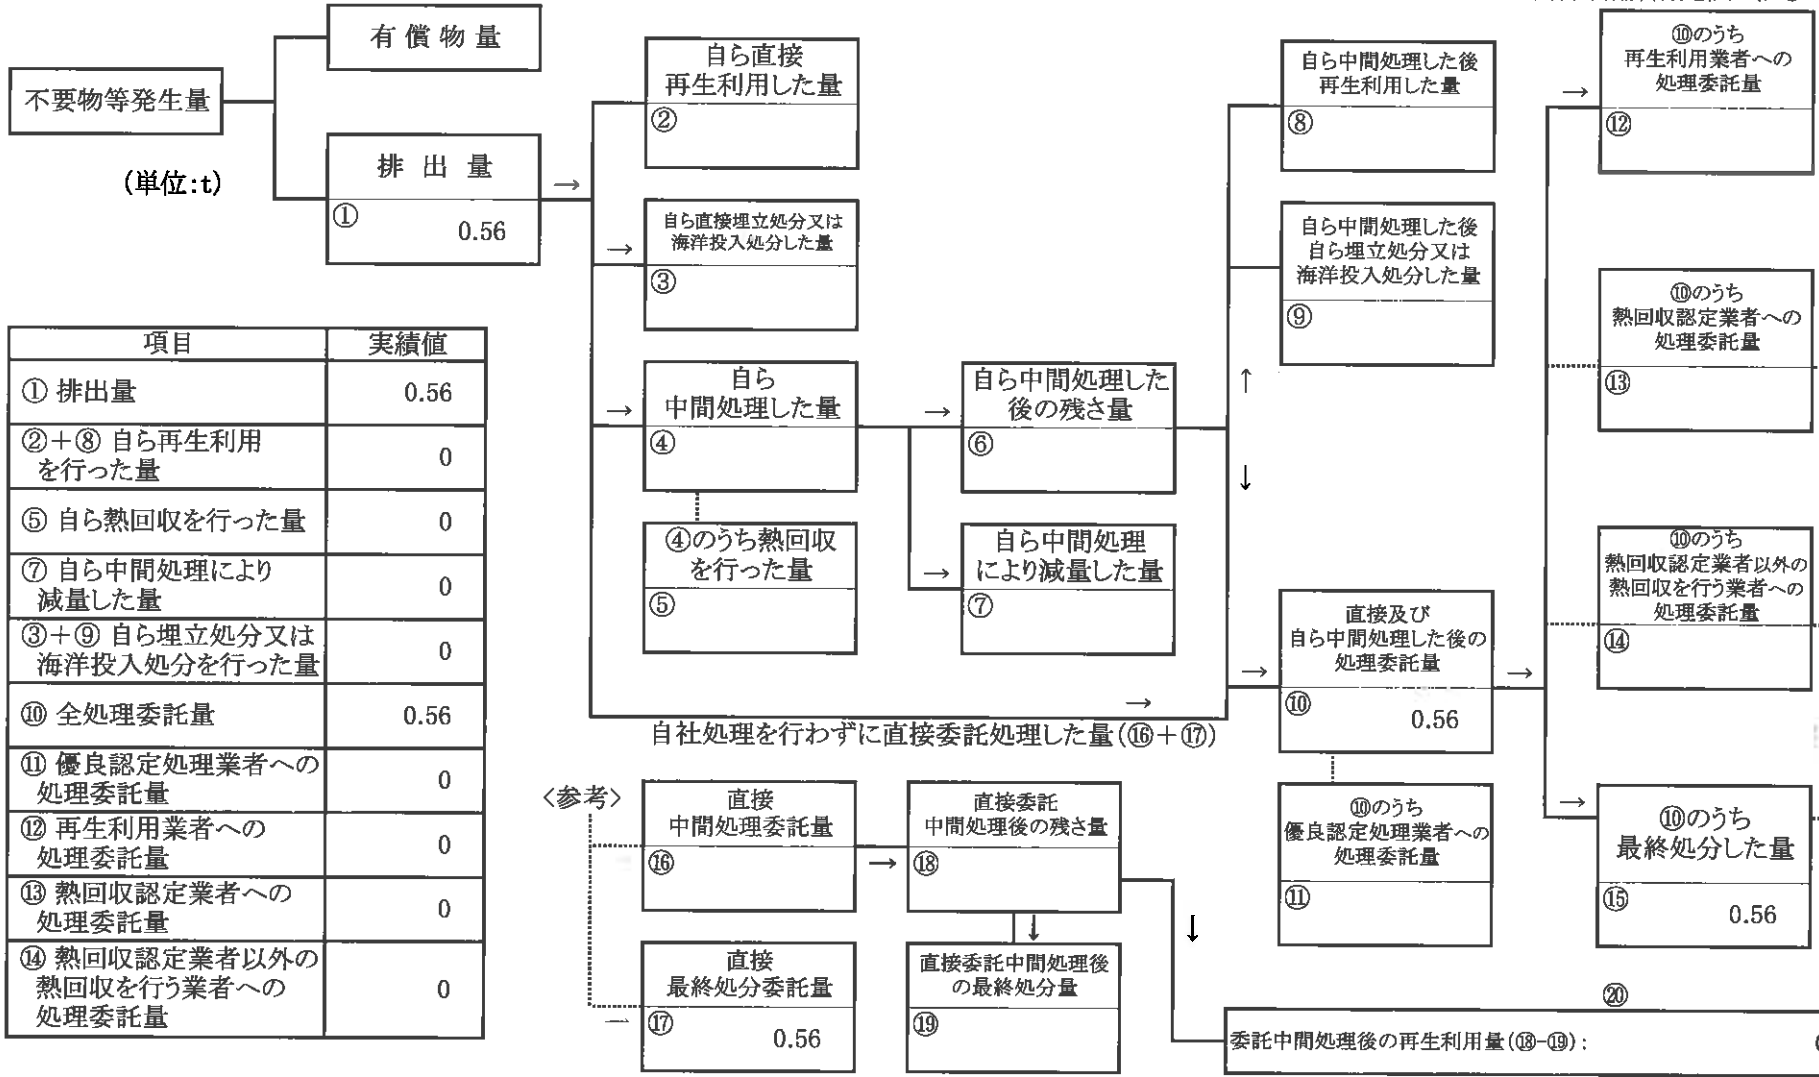 有償物量
不要物等発生量
(単位:t)
排出量
→
① 0.56
自ら直接
再生利用した量
②
→
自ら直接埋立処分又は
海洋投入処分した量
③
→
自ら
中間処理した量
④
④のうち熱回収
を行った量
⑤
→
自ら中間処理した
後の残さ量
⑥
→
自ら中間処理
により減量した量
⑦
自ら中間処理した後
再生利用した量
⑧
自ら中間処理した後
自ら埋立処分又は
海洋投入処分した量
⑨
↑
↓
→
直接及び
自ら中間処理した後の
処理委託量
⑩ 0.56
→
⑩のうち
優良認定処理業者への
処理委託量
⑪
→
⑩のうち
再生利用業者への
処理委託量
⑫
⑩のうち
熱回収認定業者への
処理委託量
⑬
⑩のうち
熱回収認定業者以外の
熱回収を行う業者への
処理委託量
⑭
→
⑩のうち
最終処分した量
⑮ 0.56
→
自社処理を行わずに直接委託処理した量(⑯+⑰)
項目 実績値
① 排出量 0.56
②+⑧ 自ら再生利用
を行った量 0
⑤ 自ら熱回収を行った量 0
⑦ 自ら中間処理により
減量した量 0
③+⑨ 自ら埋立処分又は
海洋投入処分を行った量 0
⑩ 全処理委託量 0.56
⑪ 優良認定処理業者への
処理委託量 0
⑫ 再生利用業者への
処理委託量 0
⑬ 熱回収認定業者への
処理委託量 0
⑭ 熱回収認定業者以外の
熱回収を行う業者への
処理委託量 0
〈参考〉
直接
中間処理委託量
⑯
→
直接委託
中間処理後の残さ量
⑱
↓
↓
直接
最終処分委託量
⑰ 0.56
直接委託中間処理後
の最終処分量
⑲
⑳
委託中間処理後の再生利用量(⑱-⑲):